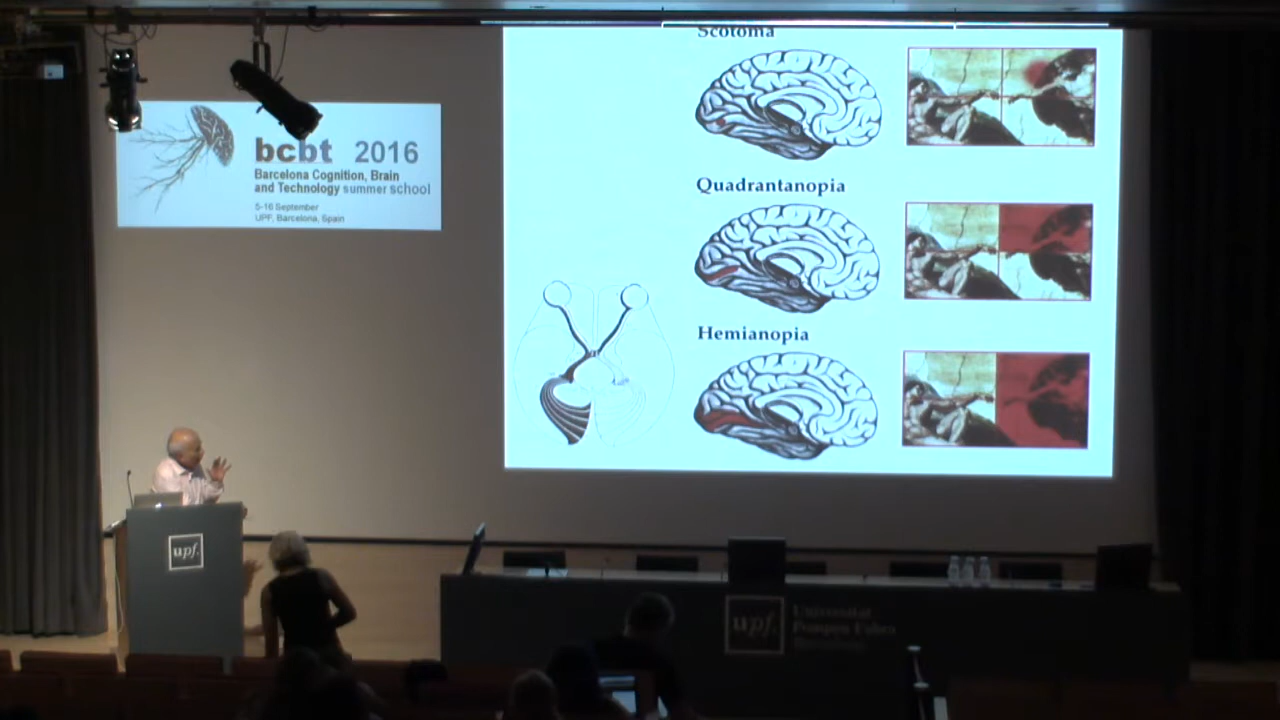 Scotoma
bcbt 2016
Barcelona Cognition, Brain
and Technology summer school
5-16 September
UPF, Barcelona, Spain
Quadrantanopia
Hemianopia
upf.
upf.
Universitat
Pompeu Fabra